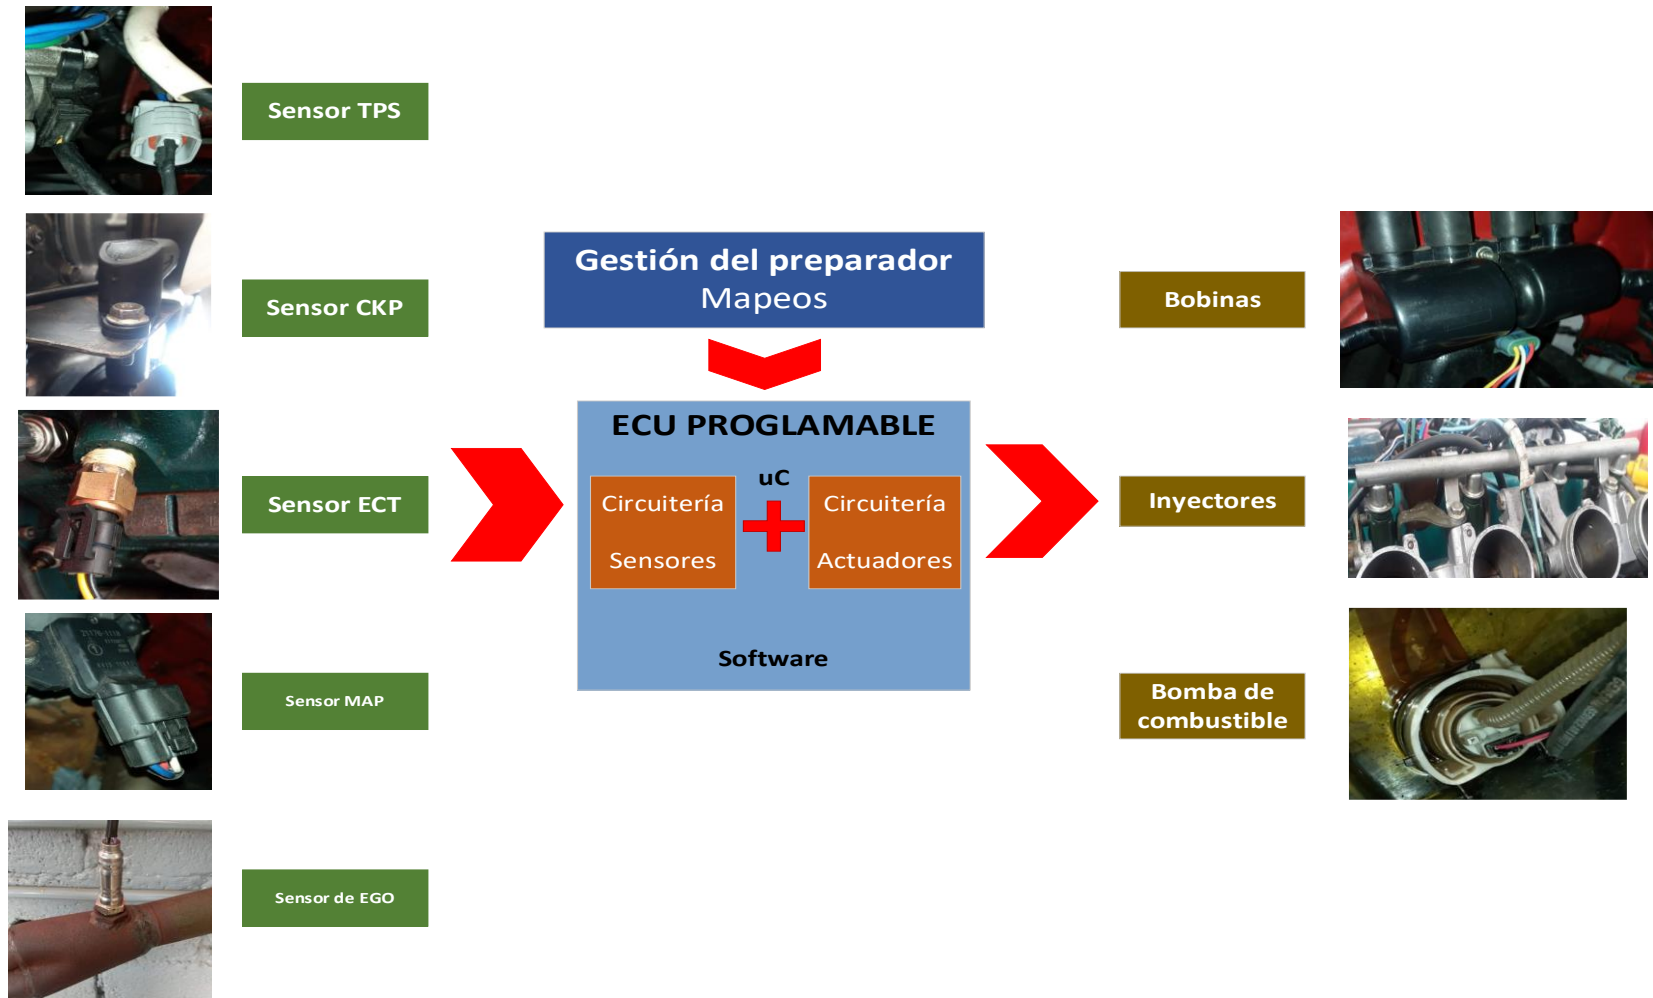 Sensor TPS
Sensor CKP
Sensor ECT
Sensor MAP
Sensor de EGO
Gestión del preparador
Mapeos
ECU PROGLAMABLE
uC
Circuitería
Sensores
Circuitería
Actuadores
Software
Bobinas
Inyectores
Bomba de
combustible